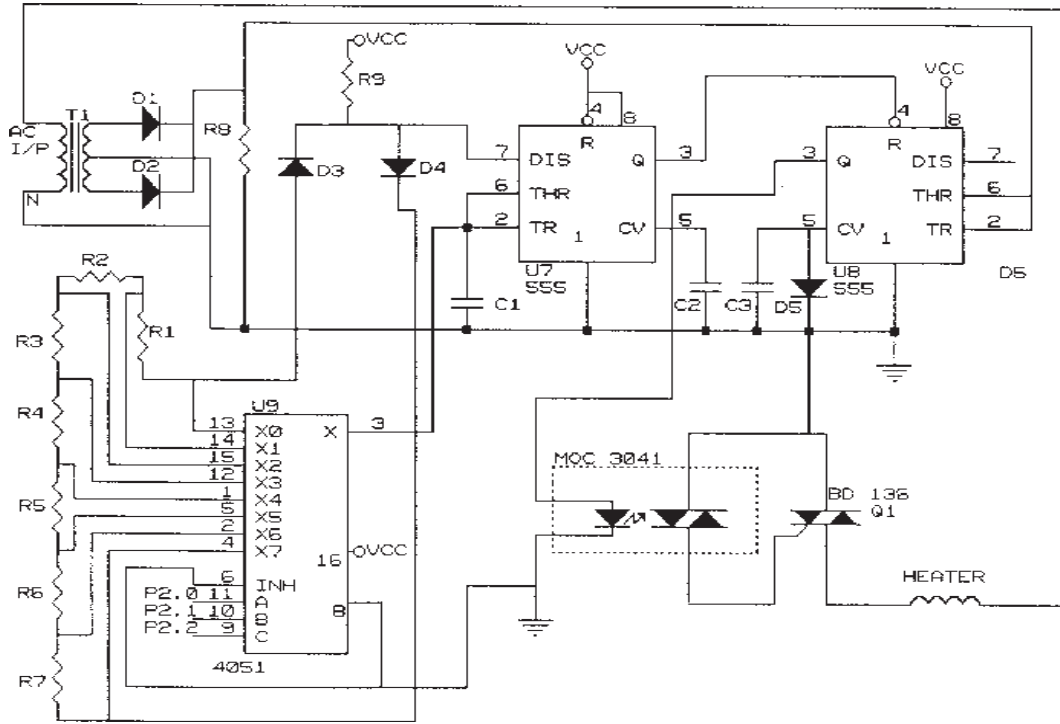 VCC
R9
VCC
VCC
AC
I/P
N
T1
D1
D2
R8
D3
D4
4
8
R
7
DIS
Q
3
6
THR
2
TR
1
CV
5
U7
555
4
8
R
3
Q
DIS
7
THR
6
5
CV
1
TR
2
U8
555
D6
C1
C2
C3
D5
R2
R1
R3
R4
R5
R6
R7
U9
13
X0
X
3
14
X1
15
X2
12
X3
1
X4
5
X5
2
X6
4
X7
16
VCC
6
INH
P2.0
11
A
8
P2.1
10
B
P2.2
9
C
4051
MOC 3041
BD 136
Q1
HEATER